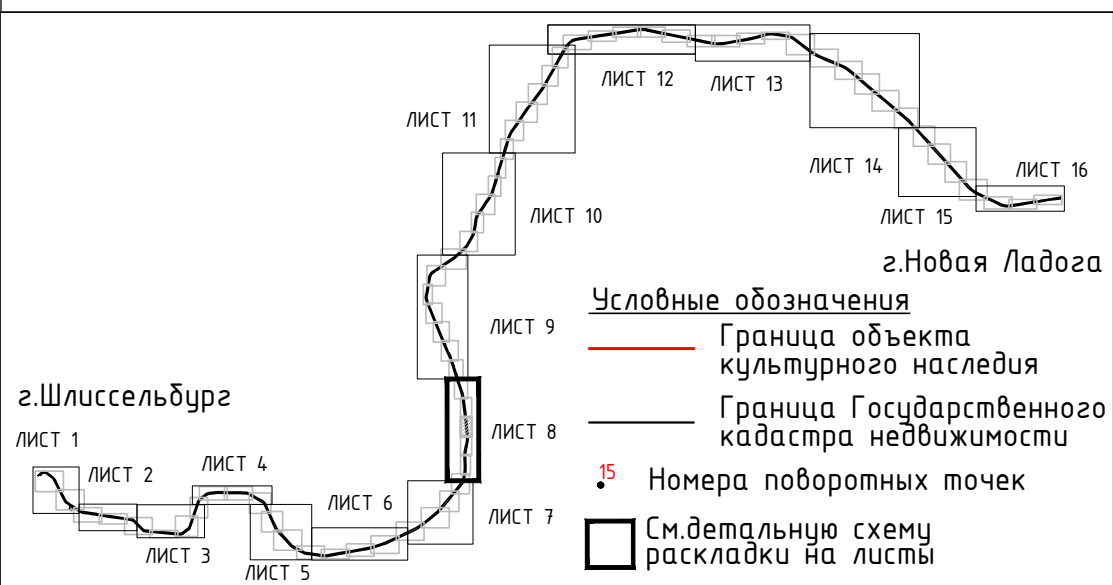 ЛИСТ 12
ЛИСТ 13
ЛИСТ 11
ЛИСТ 14
ЛИСТ 16
ЛИСТ 10
ЛИСТ 15
г.Новая Ладога
ЛИСТ 9
г.Шлиссельбург
ЛИСТ 1
ЛИСТ 2
ЛИСТ 4
ЛИСТ 8
ЛИСТ 6
ЛИСТ 7
ЛИСТ 3
ЛИСТ 5
Условные обозначения
Граница объекта
культурного наследия
Граница Государственного
кадастра недвижимости
15
Номера поворотных точек
См.детальную схему
раскладки на листы